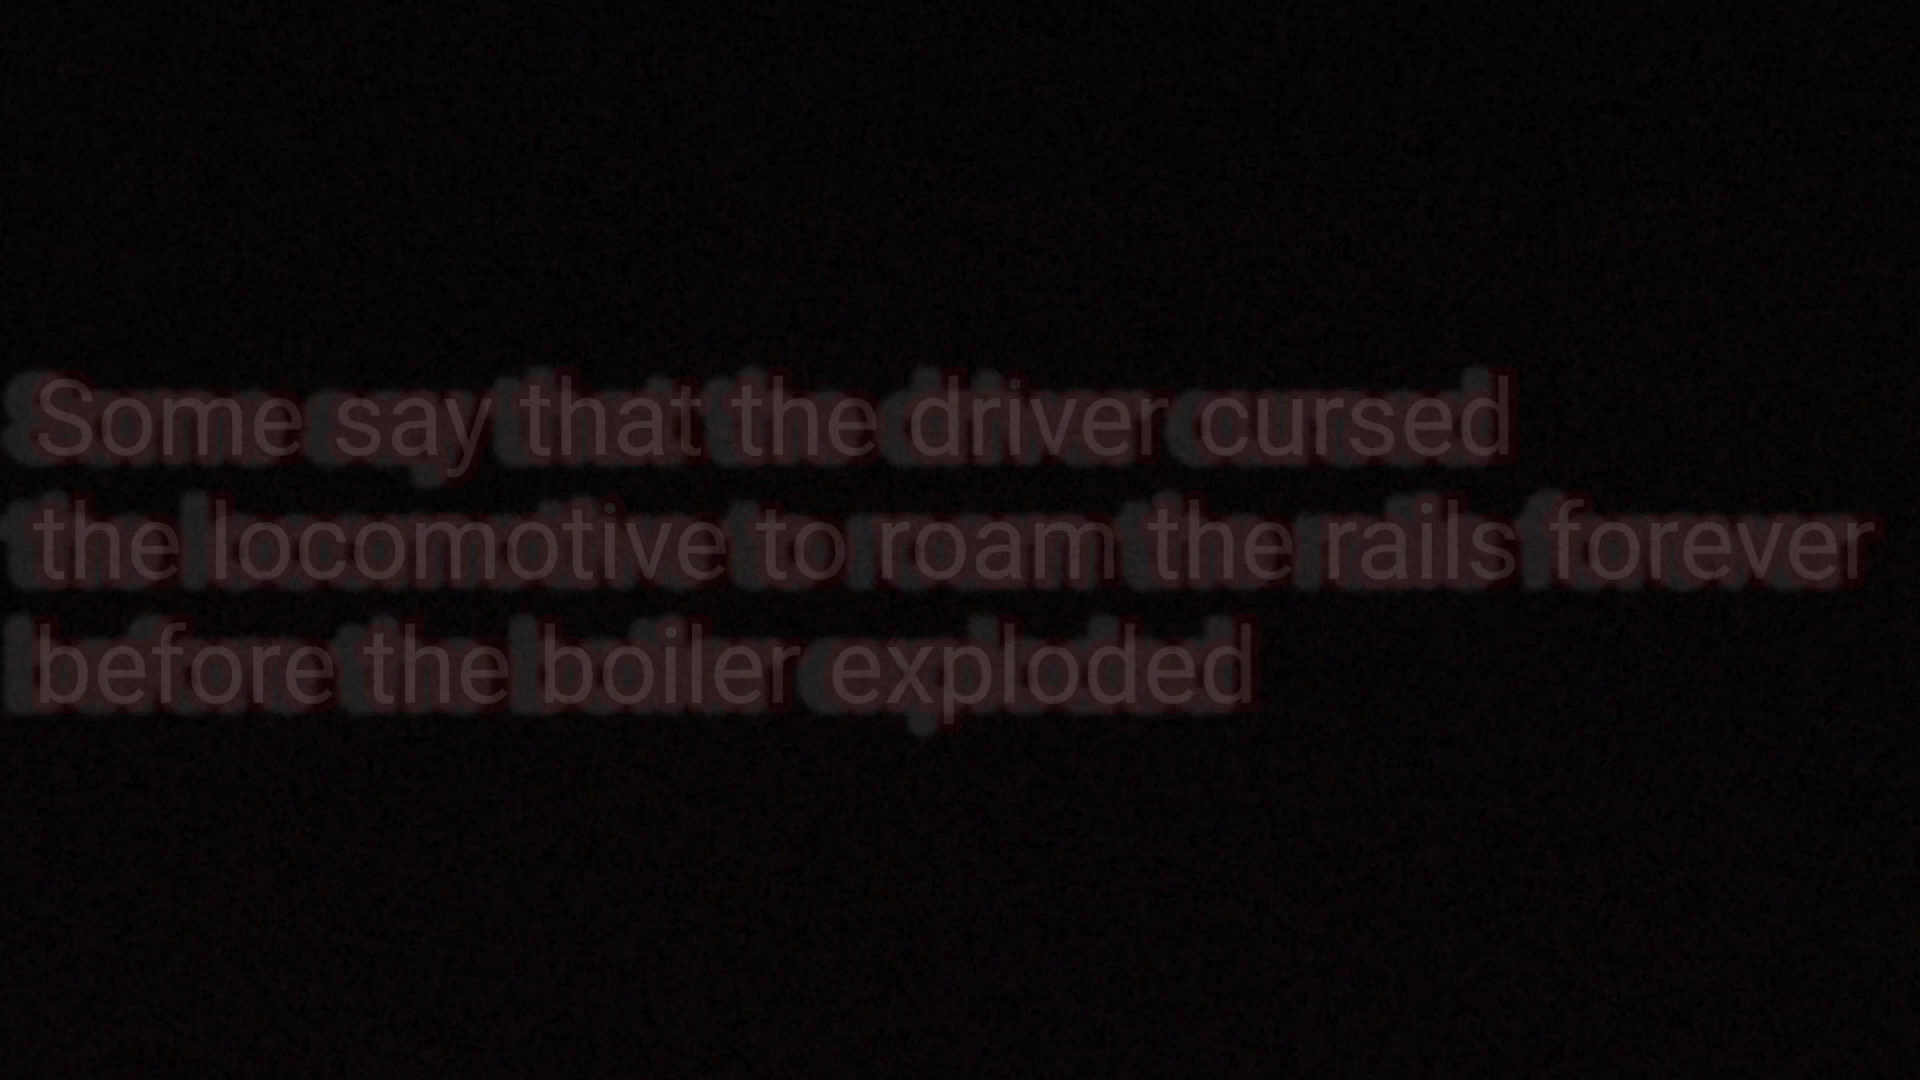 Some say that the driver cursed
the locomotive to roam the rails forever
before the boiler exploded